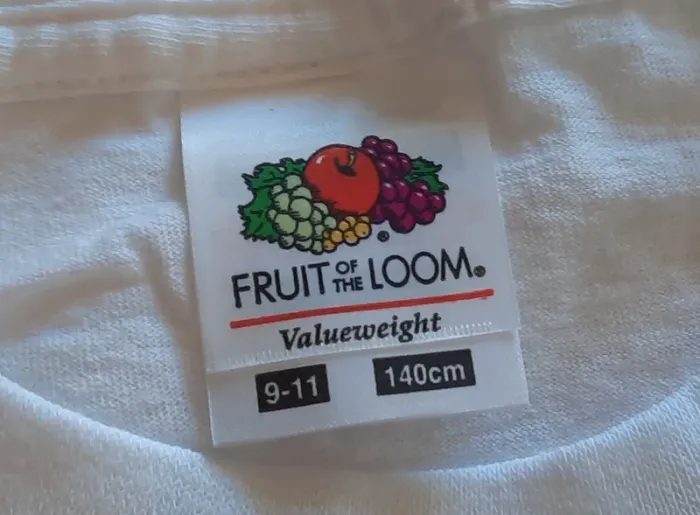 FRUIT OF THE LOOM®
Valueweight
9-11 140cm